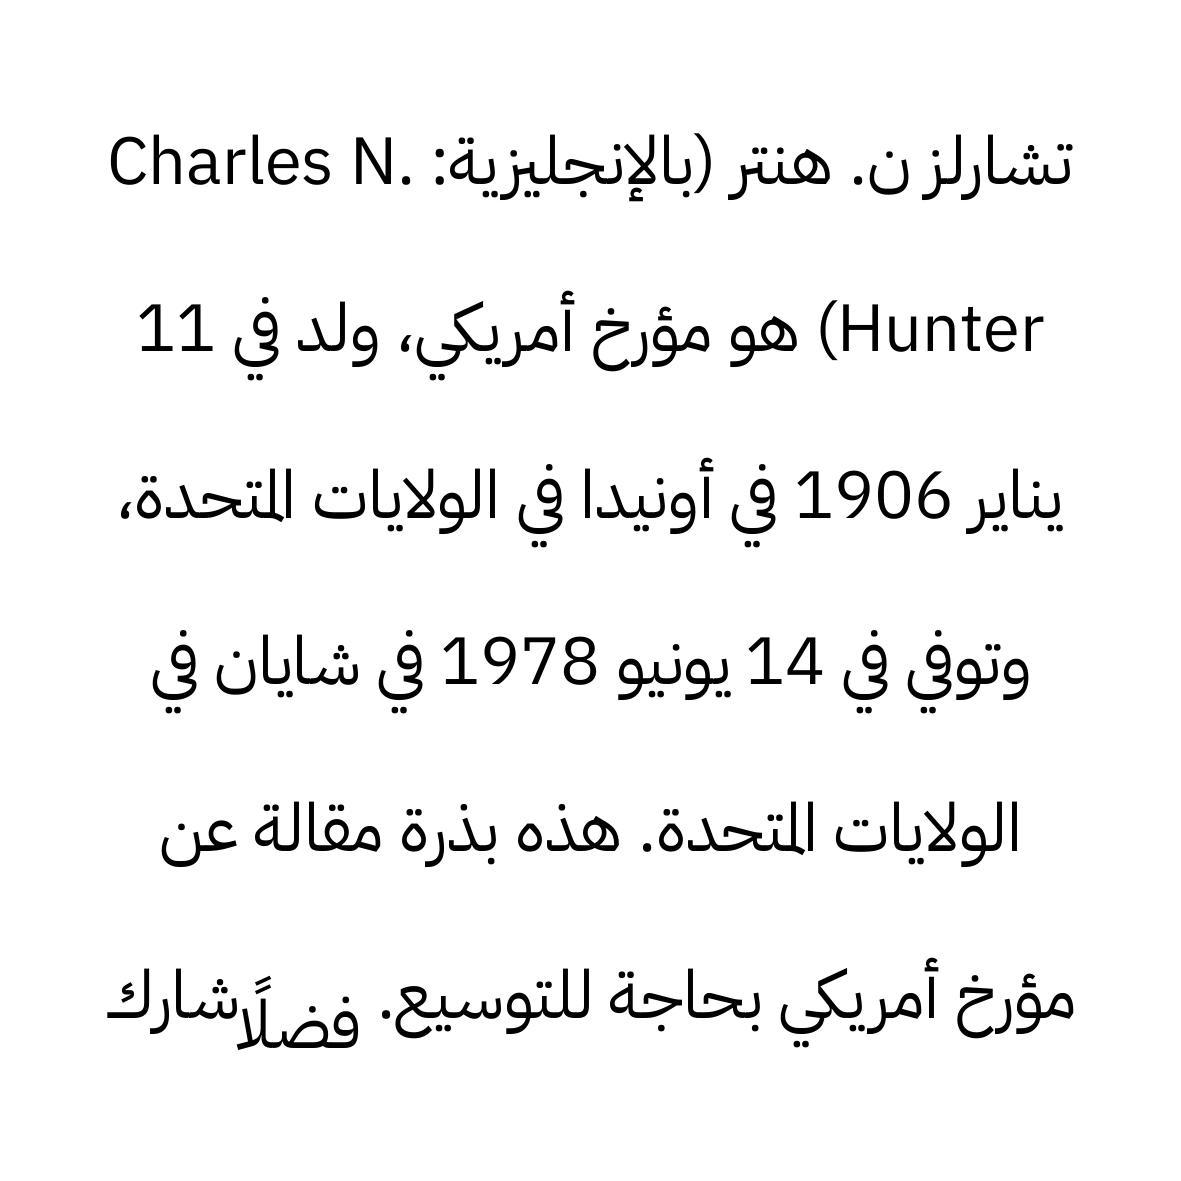 تشارلز ن. هنتر (بالإنجليزية: Charles N.
Hunter) هو مؤرخ أمريكي، ولد في 11
يناير 1906 في أونيدا في الولايات المتحدة،
وتوفي في 14 يونيو 1978 في شايان في
الولايات المتحدة. هذه بذرة مقالة عن
مؤرخ أمريكي بحاجة للتوسيع. فضلًا شارك